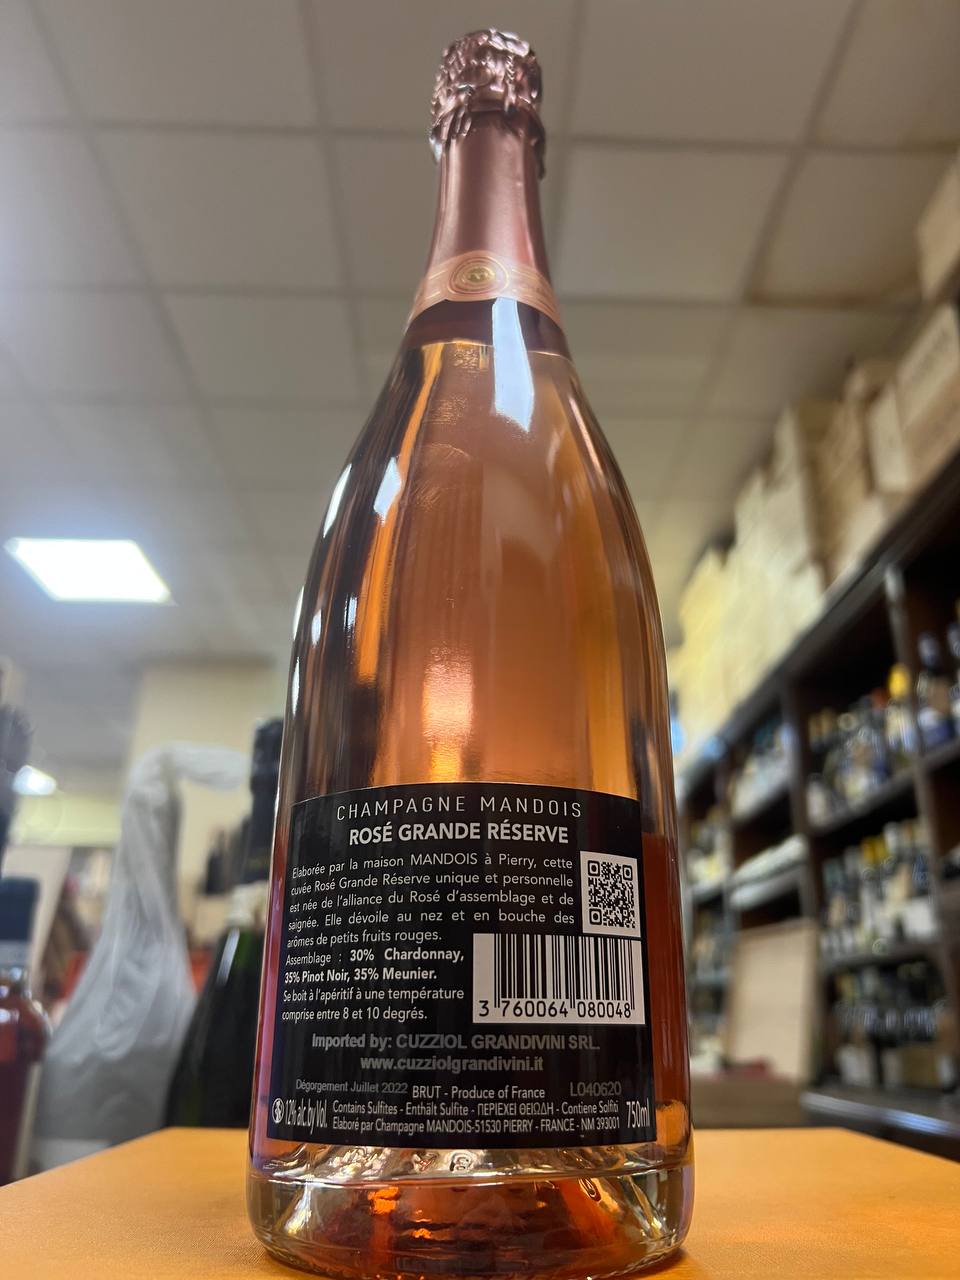 CHAMPAGNE MANDOIS
ROSÉ GRANDE RÉSERVE
Elaborée par la maison MANDOIS à Pierry, cette
cuvée Rosé Grande Réserve unique et personnelle
est née de l'alliance du Rosé d'assemblage et de
saignée. Elle dévoile au nez et en bouche des
arômes de petits fruits rouges.
Assemblage : 30% Chardonnay,
35% Pinot Noir, 35% Meunier.
Se boit à l'apéritif à une température
comprise entre 8 et 10 degrés.
3 760064 080048
Imported by: CUZZIOL GRANDIVINI SRL.
www.cuzziolgrandivini.it
Dégorgement Juillet 2022 BRUT - Produce of France L040620
12% alc.by Vol. Contains Sulfites - Enthält Sulfite - ΠΕΡΙΕΧΕΙ ΘΕΙΩΔΗ - Contiene Solfiti 750ml
Elaboré par Champagne MANDOIS-51530 PIERRY - FRANCE - NM 393001